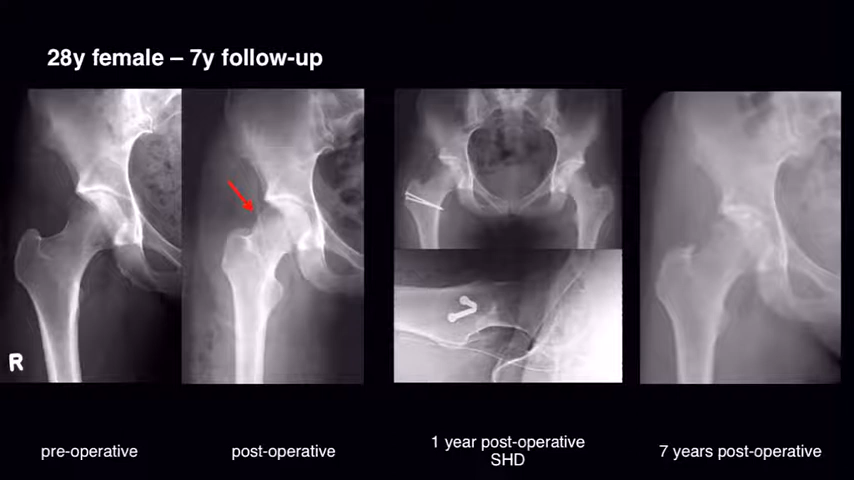 28y female – 7y follow-up
R
pre-operative
post-operative
1 year post-operative
SHD
7 years post-operative